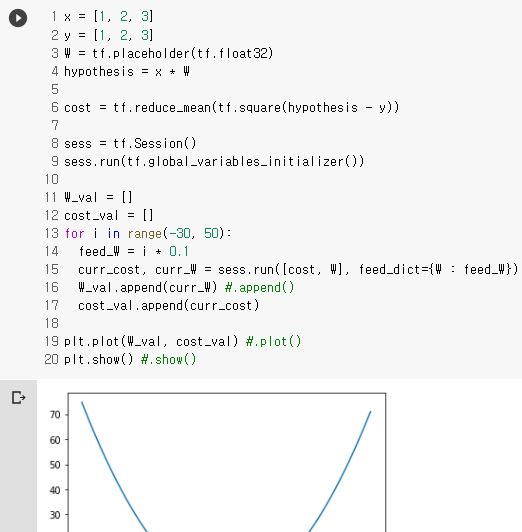 1 x = [1, 2, 3]
2 y = [1, 2, 3]
3 W = tf.placeholder(tf.float32)
4 hypothesis = x * W
5
6 cost = tf.reduce_mean(tf.square(hypothesis - y))
7
8 sess = tf.Session()
9 sess.run(tf.global_variables_initializer())
10
11 W_val = []
12 cost_val = []
13 for i in range(-30, 50):
14   feed_W = i * 0.1
15   curr_cost, curr_W = sess.run([cost, W], feed_dict={W : feed_W})
16   W_val.append(curr_W) #.append()
17   cost_val.append(curr_cost)
18
19 plt.plot(W_val, cost_val) #.plot()
20 plt.show() #.show()
70
60
50
40
30